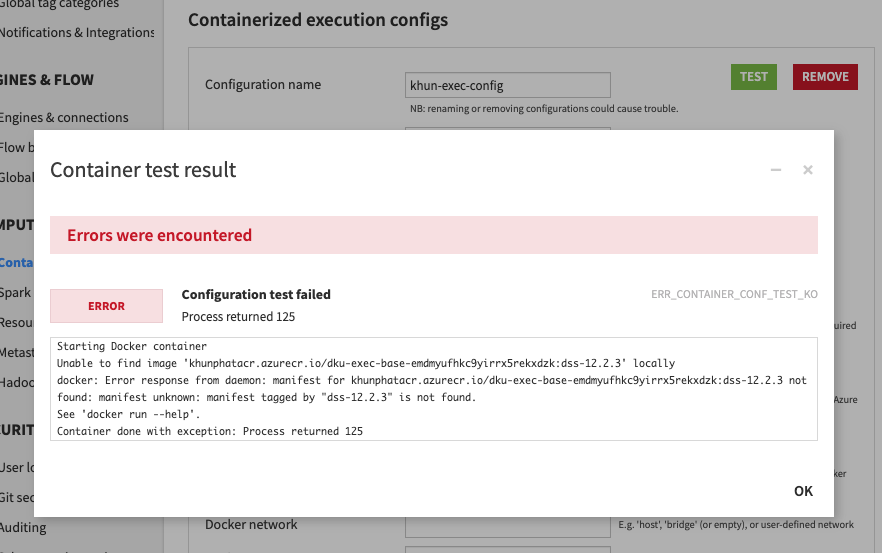 Global tag categories
Notifications & Integrations
GINES & FLOW
Engines & connections
Flow b
Global
MPUT
Conta
Spark
Resou
Metast
Hadoo
CURIT
User lo
Git sec
Auditing
Containerized execution configs
Configuration name
khun-exec-config
TEST
REMOVE
NB: renaming or removing configurations could cause trouble.
Container test result
Errors were encountered
ERROR
Configuration test failed
ERR_CONTAINER_CONF_TEST_KO
Process returned 125
Starting Docker container
Unable to find image 'khunphatacr.azurecr.io/dku-exec-base-emdmyufhkc9yirrx5rekxdzk:dss-12.2.3' locally
docker: Error response from daemon: manifest for khunphatacr.azurecr.io/dku-exec-base-emdmyufhkc9yirrx5rekxdzk:dss-12.2.3 not
found: manifest unknown: manifest tagged by "dss-12.2.3" is not found.
See 'docker run --help'.
Container done with exception: Process returned 125
OK
uired
Azure
ker
Docker network
E.g. 'host', 'bridge' (or empty), or user-defined network